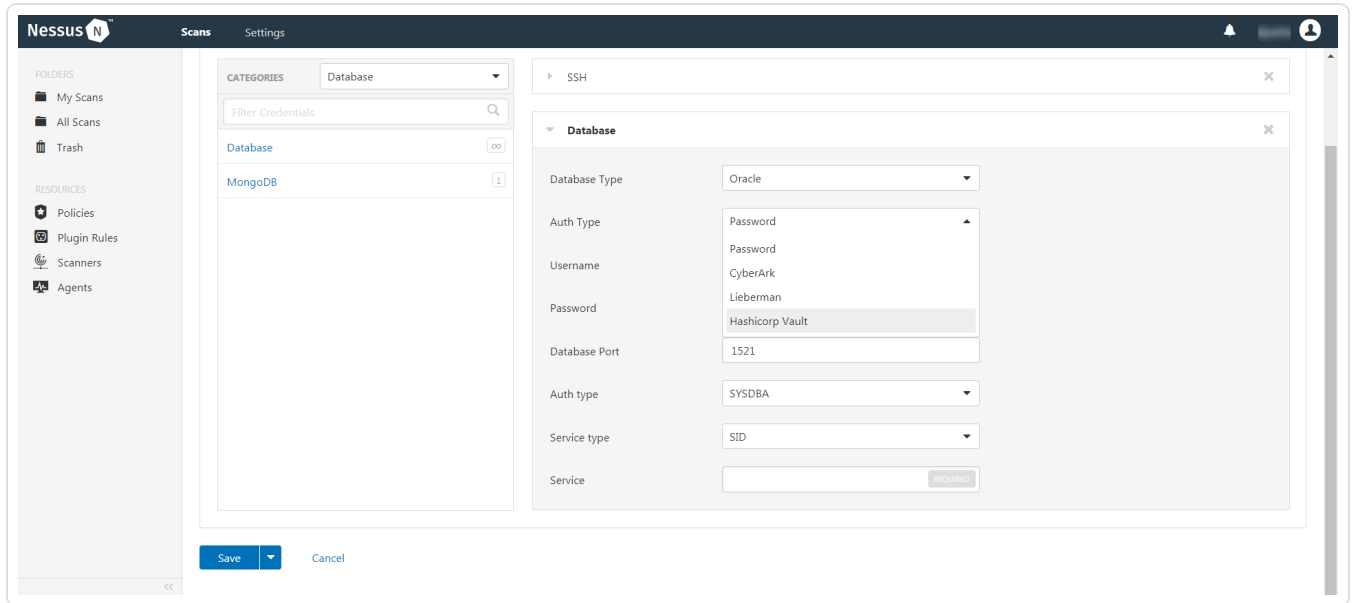 Nessus N ™
Scans
Settings
FOLDERS
My Scans
All Scans
Trash
RESOURCES
Policies
Plugin Rules
Scanners
Agents
CATEGORIES
Database
Filter Credentials
Database
∞
MongoDB
1
SSH
Database
Database Type
Oracle
Auth Type
Password
Password
CyberArk
Lieberman
Hashicorp Vault
Username
Password
Database Port
1521
Auth type
SYSDBA
Service type
SID
Service
REQUIRED
Save
Cancel